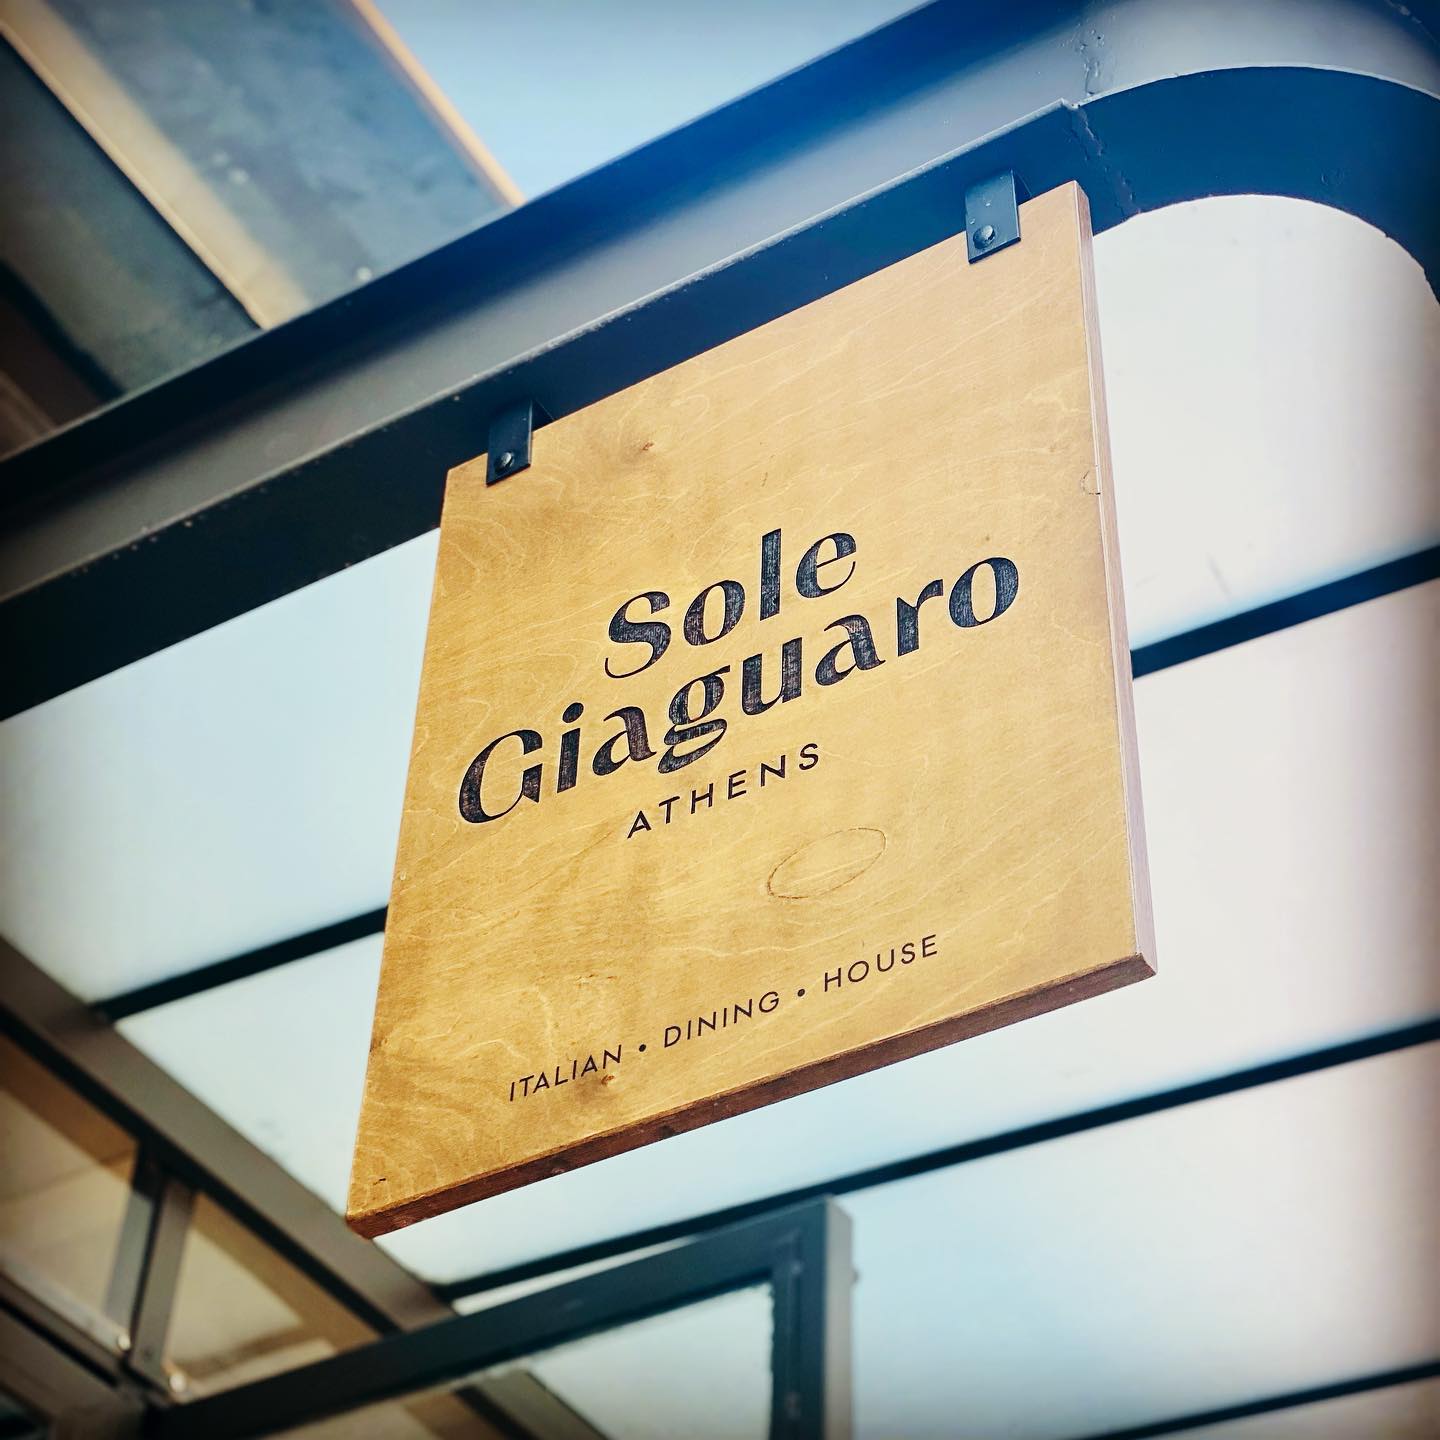 Sole
Giaguaro
ATHENS
ITALIAN • DINING • HOUSE